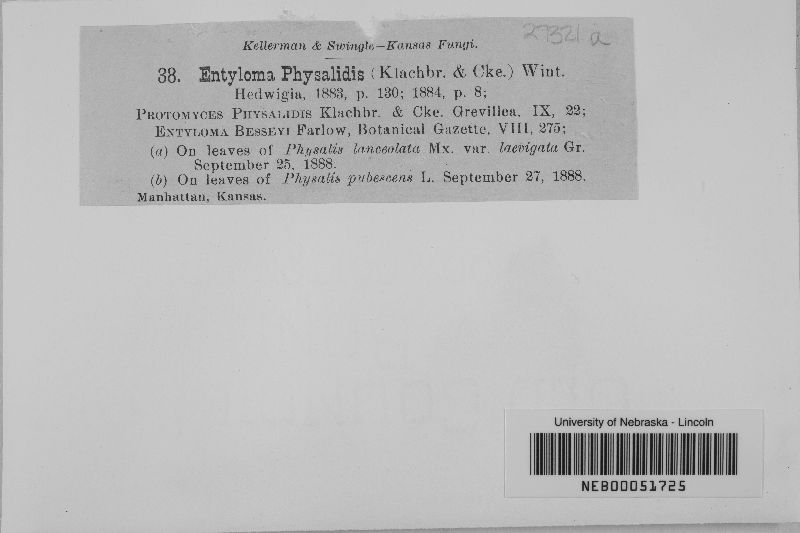 27321 a
Kellerman & Swingle—Kansas Fungi.
38. Entyloma Physalidis (Klachbr. & Cke.) Wint.
Hedwigia, 1883, p. 130; 1884, p. 8;
PROTOMYCES PHYSALIDIS Klachbr. & Cke. Grevillea, IX, 22;
ENTYLOMA BESSEYI Farlow, Botanical Gazette, VIII, 275;
(a) On leaves of Physalis lanceolata Mx. var. laevigata Gr.
September 25, 1888.
(b) On leaves of Physalis pubescens L. September 27, 1888.
Manhattan, Kansas.
University of Nebraska - Lincoln
NEB00051725